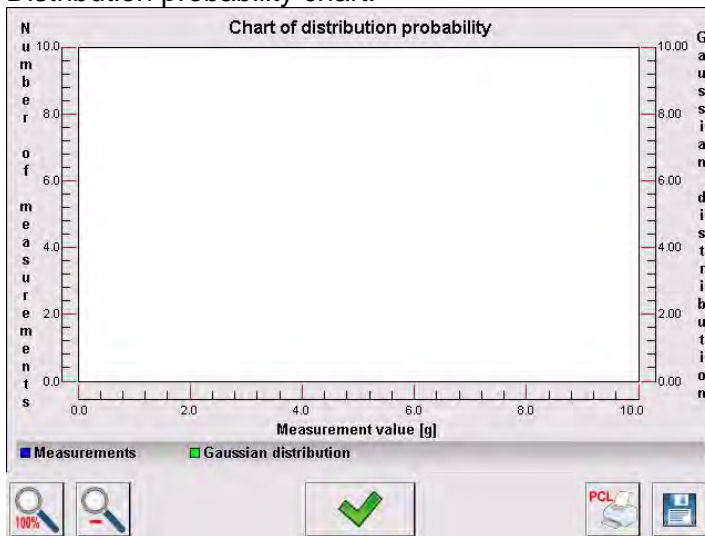 Distribution probability chart.
Chart of distribution probability
Number of measurements
Gaussian distribution
10.0
8.0
6.0
4.0
2.0
0.0
10.00
8.00
6.00
4.00
2.00
0.00
0.0 2.0 4.0 6.0 8.0 10.0
Measurement value [g]
Measurements Gaussian distribution
100%
PCL